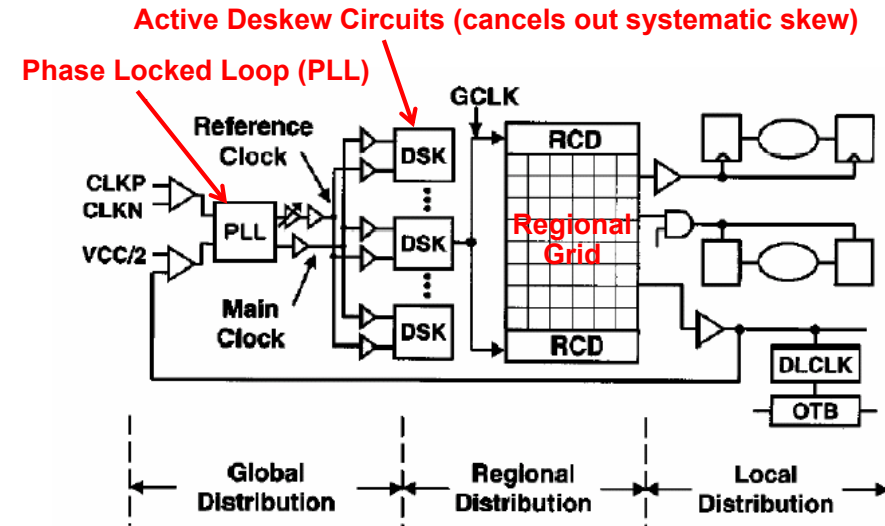 Active Deskew Circuits (cancels out systematic skew)
Phase Locked Loop (PLL)
GCLK
Reference
Clock
RCD
DSK
CLKP
CLKN
PLL
VCC/2
DSK
Regional
Grid
Main
Clock
DSK
RCD
DLCLK
OTB
Global
Distribution
Regional
Distribution
Local
Distribution